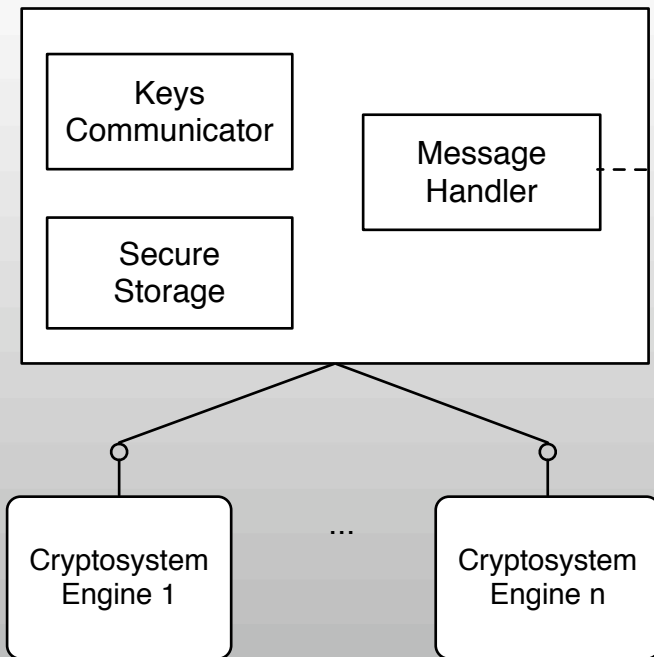 Keys
Communicator
Message
Handler
Secure
Storage
...
Cryptosystem
Engine 1
Cryptosystem
Engine n